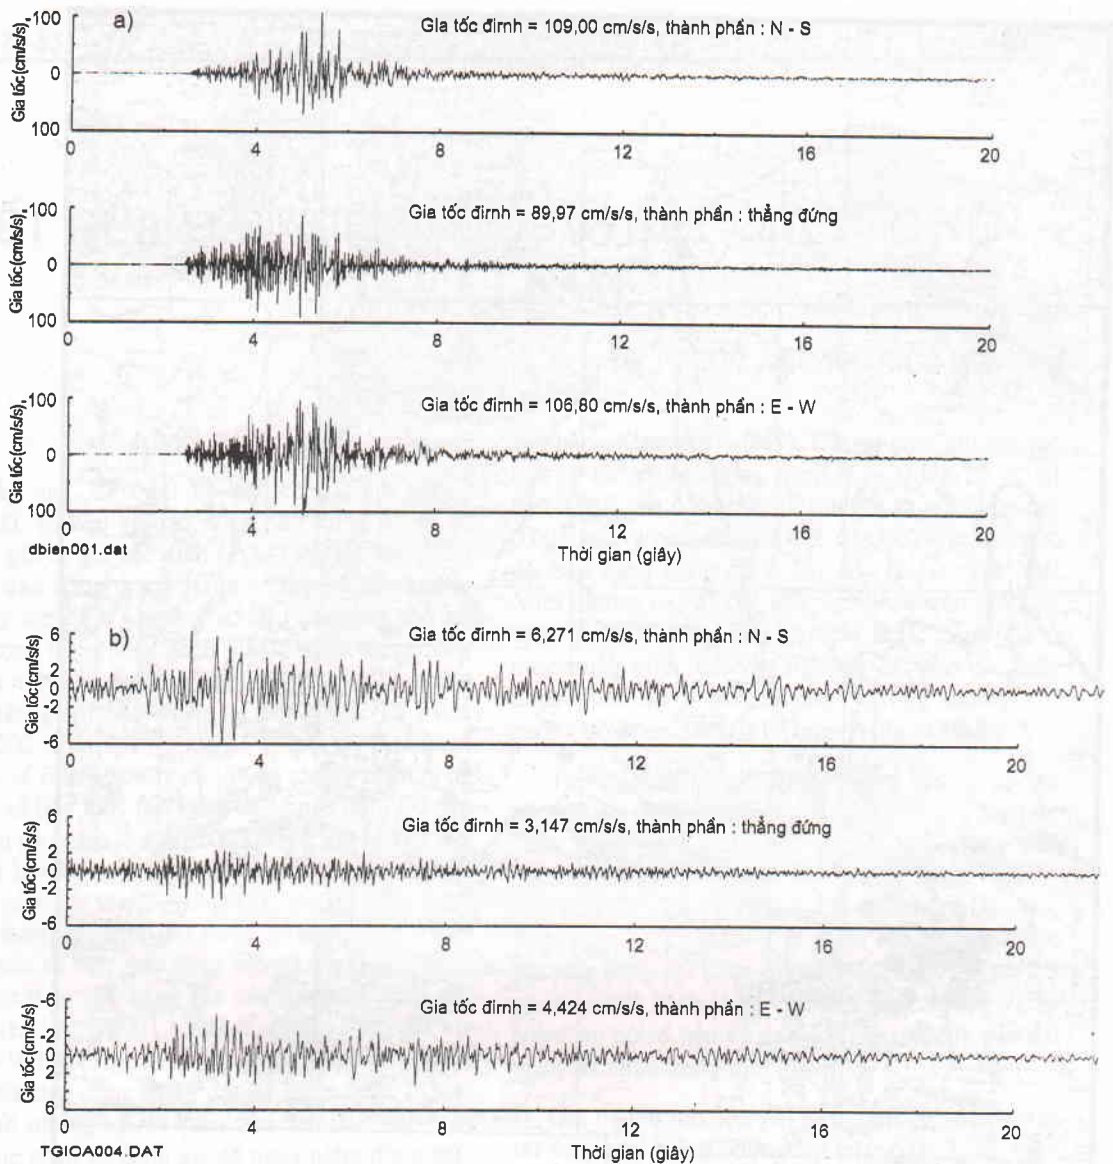 a)
Gia tốc đỉrnh = 109,00 cm/s/s, thành phần : N - S
Gia tốc(cm/s/s)
100
0
100
0 4 8 12 16 20
Gia tốc đỉrnh = 89,97 cm/s/s, thành phần : thẳng đứng
Gia tốc(cm/s/s)
100
0
100
0 4 8 12 16 20
Gia tốc đỉrnh = 106,80 cm/s/s, thành phần : E - W
Gia tốc(cm/s/s)
100
0
100
0 4 8 12 16 20
dbien001.dat
Thời gian (giây)
b)
Gia tốc đỉrnh = 6,271 cm/s/s, thành phần : N - S
Gia tốc(cm/s/s)
6
2
0
-2
-6
0 4 8 12 16 20
Gia tốc đỉrnh = 3,147 cm/s/s, thành phần : thẳng đứng
Gia tốc(cm/s/s)
6
2
0
-2
-6
0 4 8 12 16 20
Gia tốc đỉrnh = 4,424 cm/s/s, thành phần : E - W
Gia tốc(cm/s/s)
-6
-2
0
2
6
0 4 8 12 16 20
TGIOA004.DAT
Thời gian (giây)